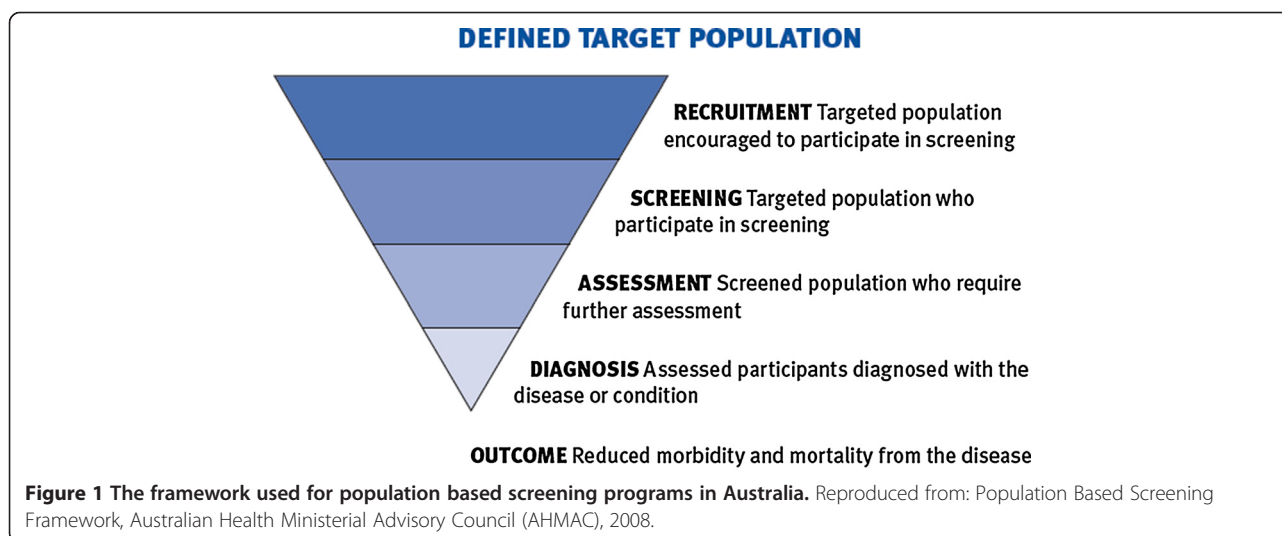 DEFINED TARGET POPULATION
RECRUITMENT Targeted population
encouraged to participate in screening
SCREENING Targeted population who
participate in screening
ASSESSMENT Screened population who require
further assessment
DIAGNOSIS Assessed participants diagnosed with the
disease or condition
OUTCOME Reduced morbidity and mortality from the disease
Figure 1 The framework used for population based screening programs in Australia. Reproduced from: Population Based Screening
Framework, Australian Health Ministerial Advisory Council (AHMAC), 2008.